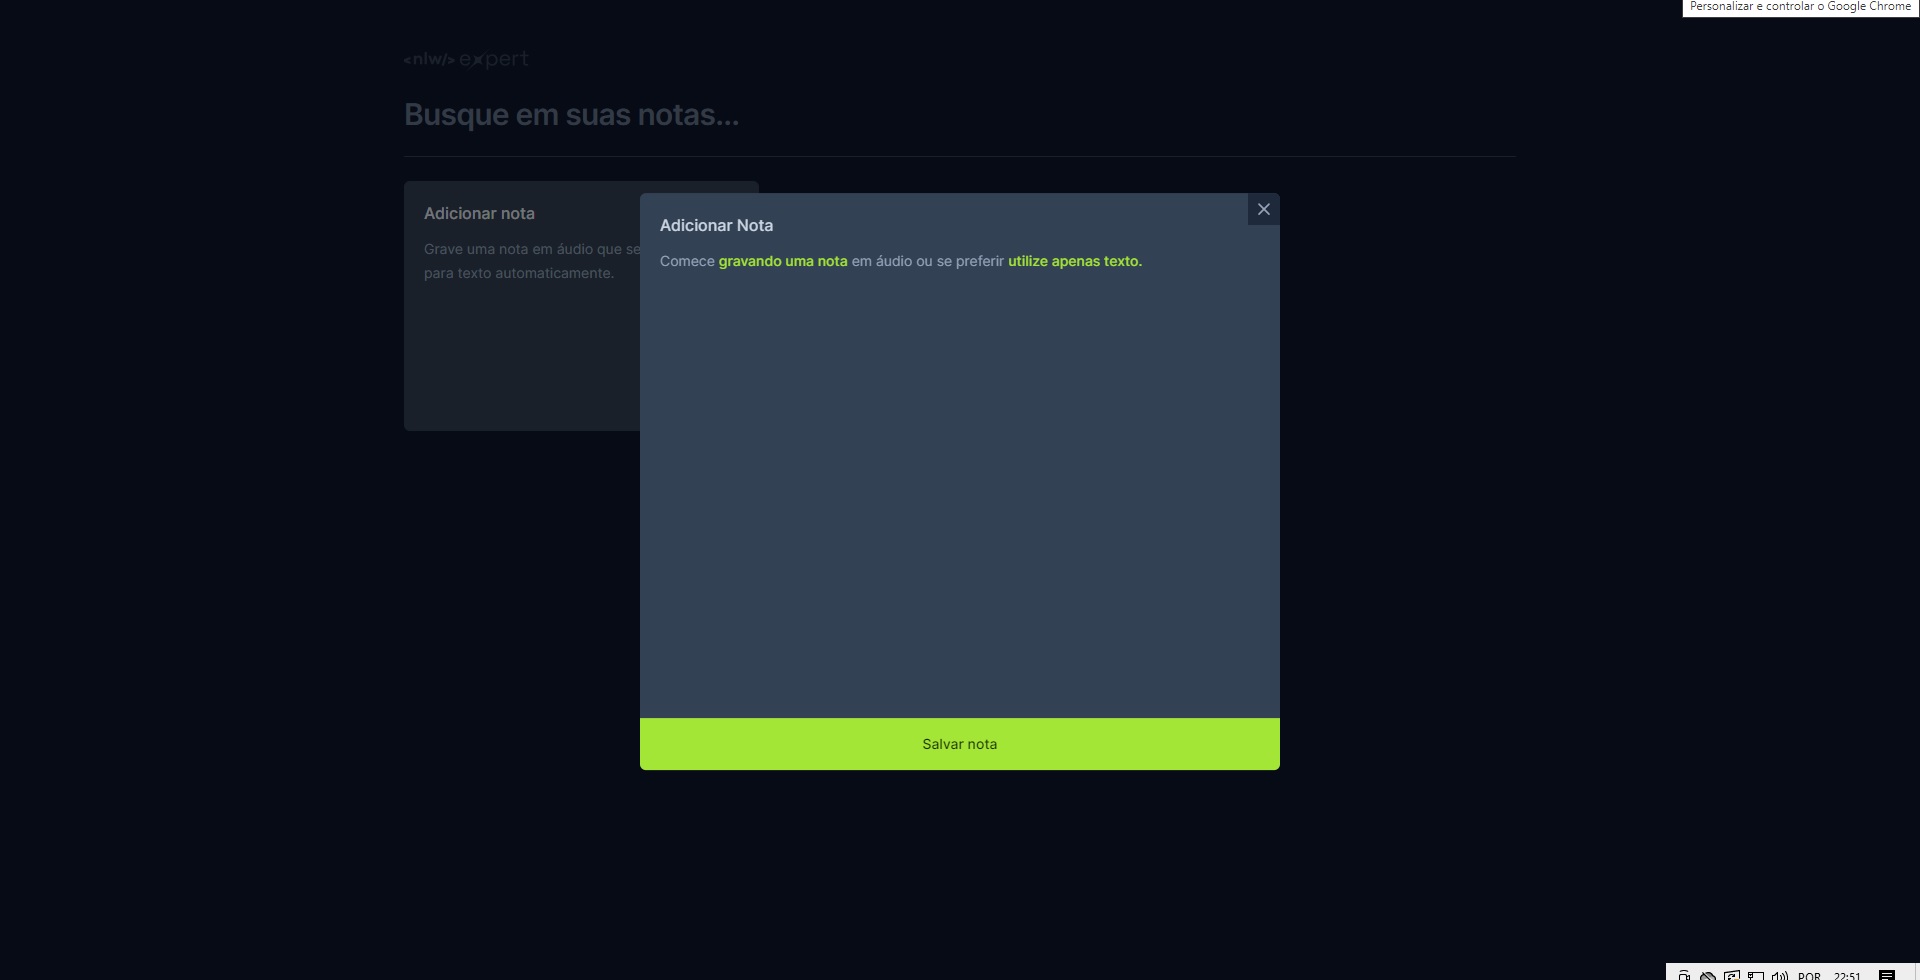 Personalizar e controlar o Google Chrome
<nlw/> expert
Busque em suas notas...
Adicionar nota
Grave uma nota em áudio que se
para texto automaticamente.
Adicionar Nota
Comece gravando uma nota em áudio ou se preferir utilize apenas texto.
Salvar nota
POR 22:51